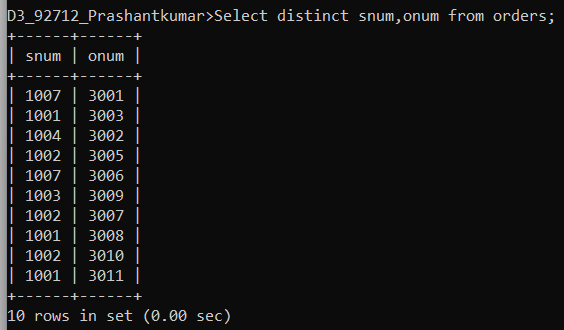 D3_92712_Prashantkumar>Select distinct snum,onum from orders;
+------+------+
| snum | onum |
+------+------+
| 1007 | 3001 |
| 1001 | 3003 |
| 1004 | 3002 |
| 1002 | 3005 |
| 1007 | 3006 |
| 1003 | 3009 |
| 1002 | 3007 |
| 1001 | 3008 |
| 1002 | 3010 |
| 1001 | 3011 |
+------+------+
10 rows in set (0.00 sec)